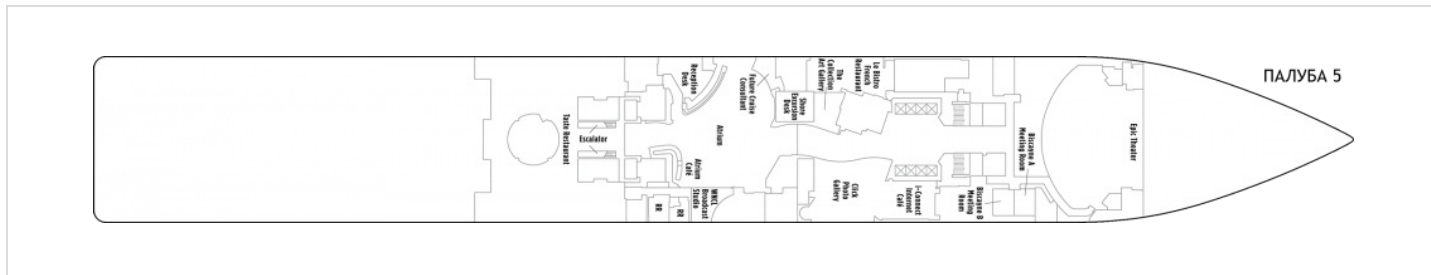 ПАЛУБА 5
Taste Restaurant
Escalator
Reception
Desk
Atrium
Atrium
Café
RR
RR
WNCL
Broadcast
Studio
Future Cruise
Consultant
Shore
Excursion
Desk
The
Collection
Art Gallery
Le Bistro
French
Restaurant
Click
Photo
Gallery
i-Connect
Internet
Café
Biscayne B
Meeting
Room
Biscayne A
Meeting Room
Epic Theater